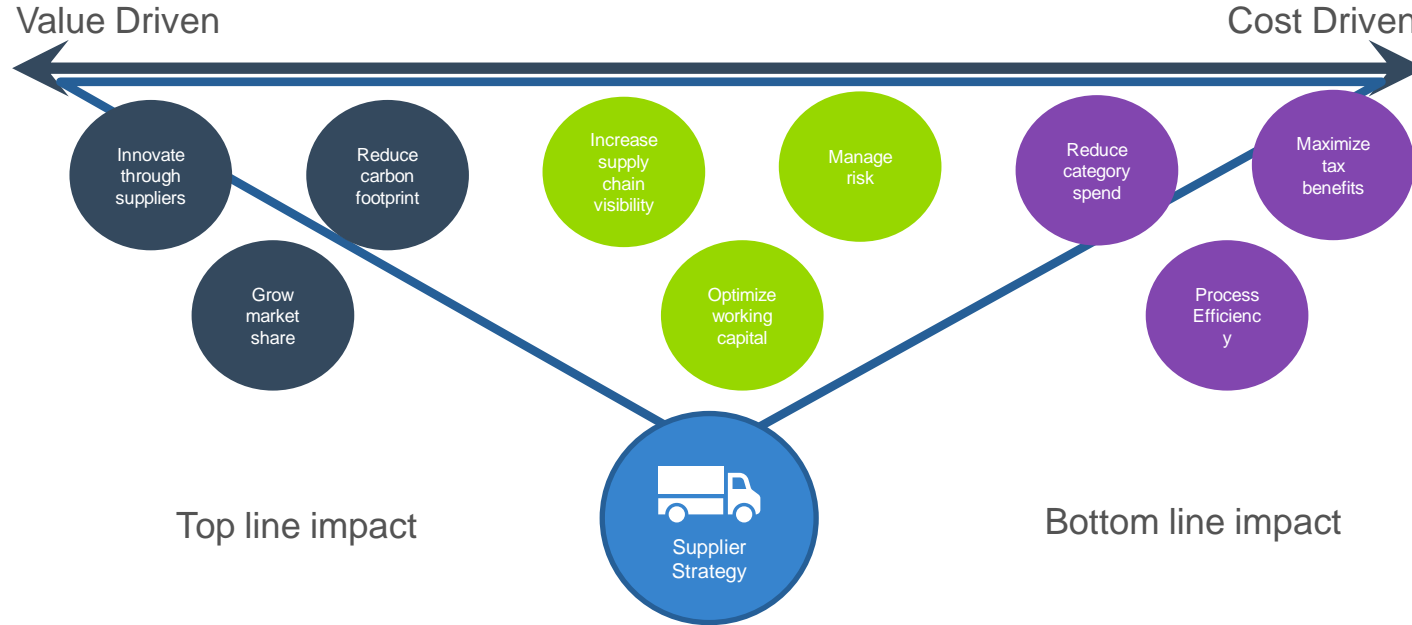 Value Driven
Cost Driven
Innovate
through
suppliers
Reduce
carbon
footprint
Grow
market
share
Increase
supply
chain
visibility
Manage
risk
Optimize
working
capital
Reduce
category
spend
Maximize
tax
benefits
Process
Efficienc
y
Top line impact
Bottom line impact
Supplier
Strategy